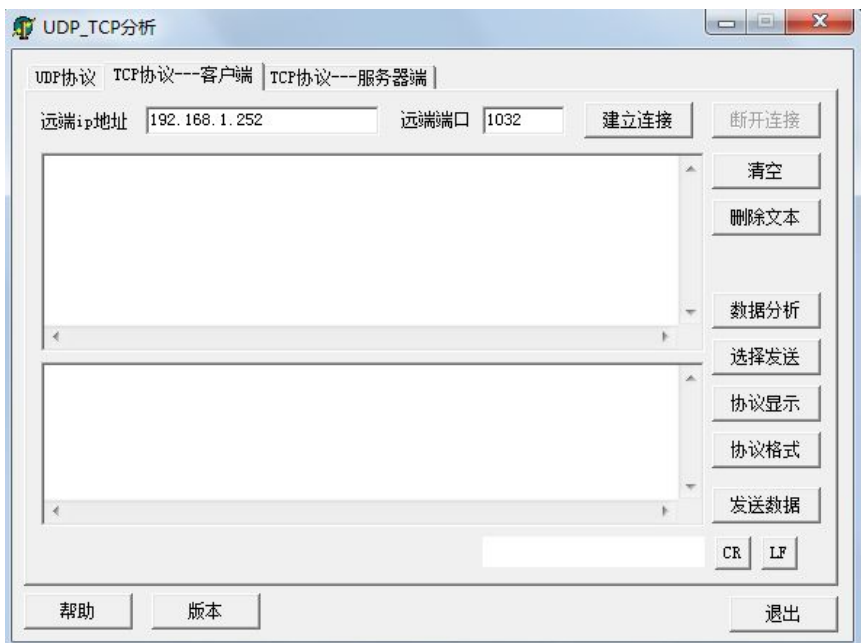 UDP_TCP分析
UDP协议 TCP协议---客户端 TCP协议---服务器端
远端ip地址 192.168.1.252 远端端口 1032 建立连接 断开连接
清空
删除文本
数据分析
选择发送
协议显示
协议格式
发送数据
CR LF
帮助 版本 退出